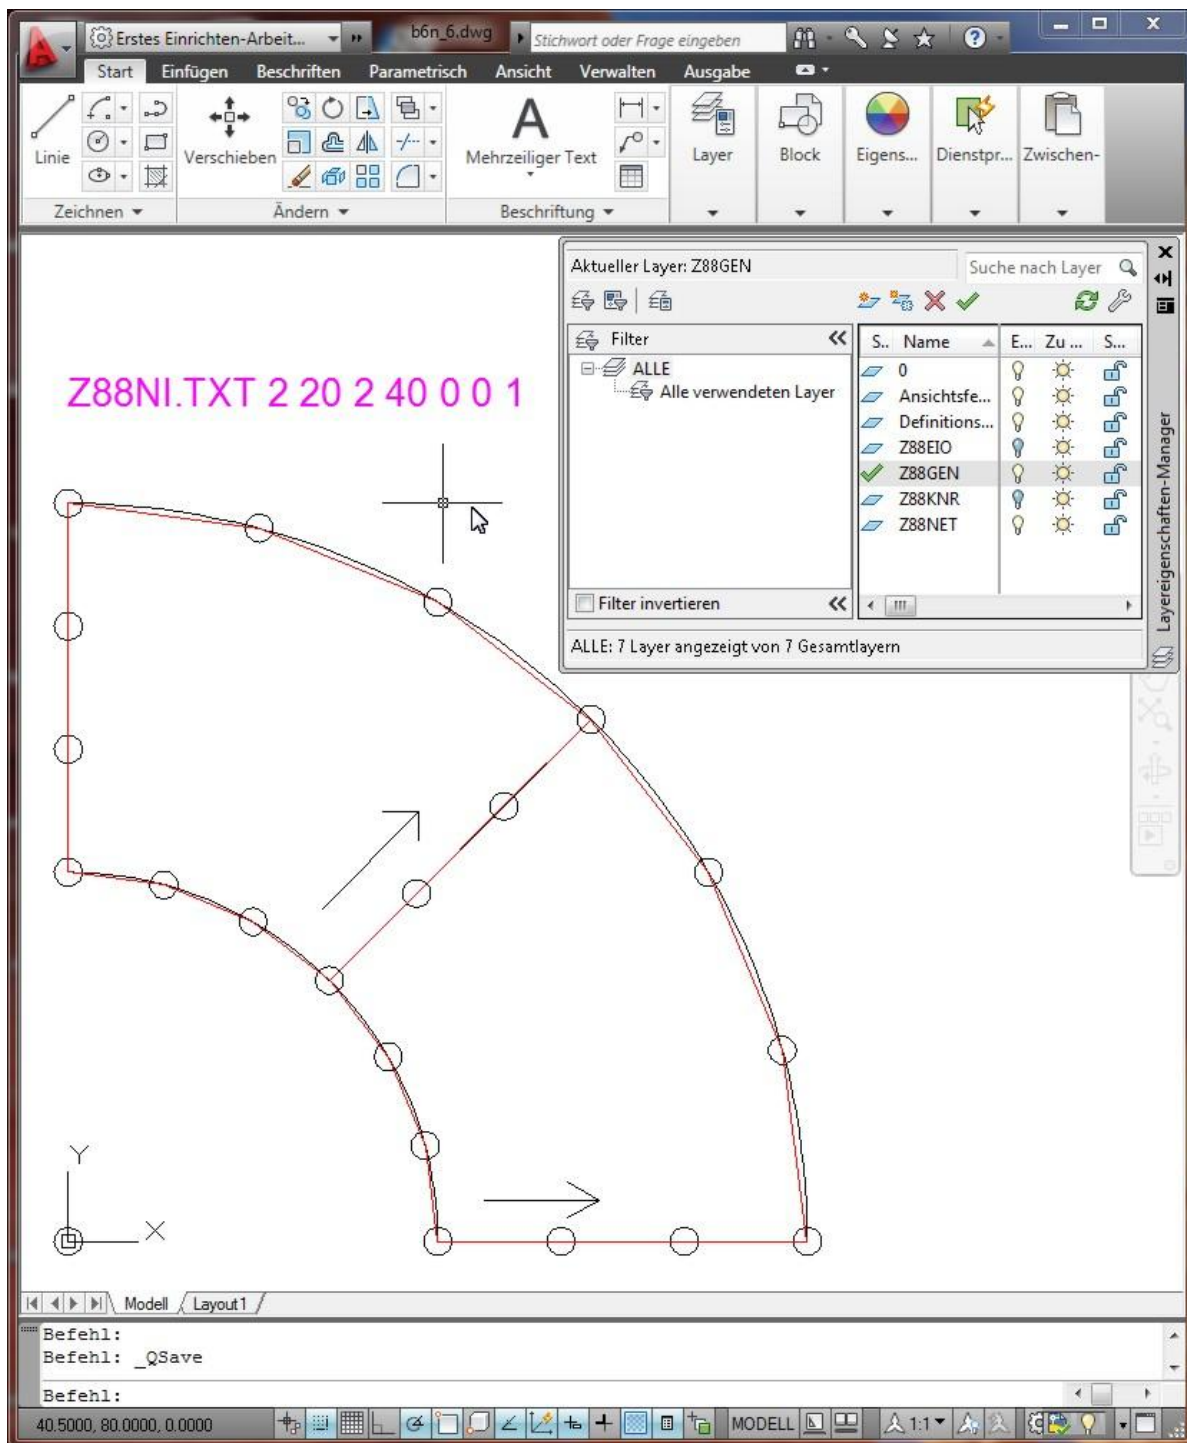 Erstes Einrichten-Arbeit... b6n_6.dwg Stichwort oder Frage eingeben
Start Einfügen Beschriften Parametrisch Ansicht Verwalten Ausgabe
Linie Verschieben A Mehrzeiliger Text Layer Block Eigens... Dienstpr... Zwischen-
Zeichnen Ändern Beschriftung
Aktueller Layer: Z88GEN Suche nach Layer
Filter S.. Name E... Zu ... S...
ALLE 0
Alle verwendeten Layer Ansichtsfe...
Definitions...
Z88EIO
Z88GEN
Z88KNR
Z88NET
Filter invertieren
ALLE: 7 Layer angezeigt von 7 Gesamtlayern
Layereigenschaften-Manager
Z88NI.TXT 2 20 2 40 0 0 1
Y
X
Modell Layout1
Befehl:
Befehl: _QSave
Befehl:
40.5000, 80.0000, 0.0000 MODELL 1:1